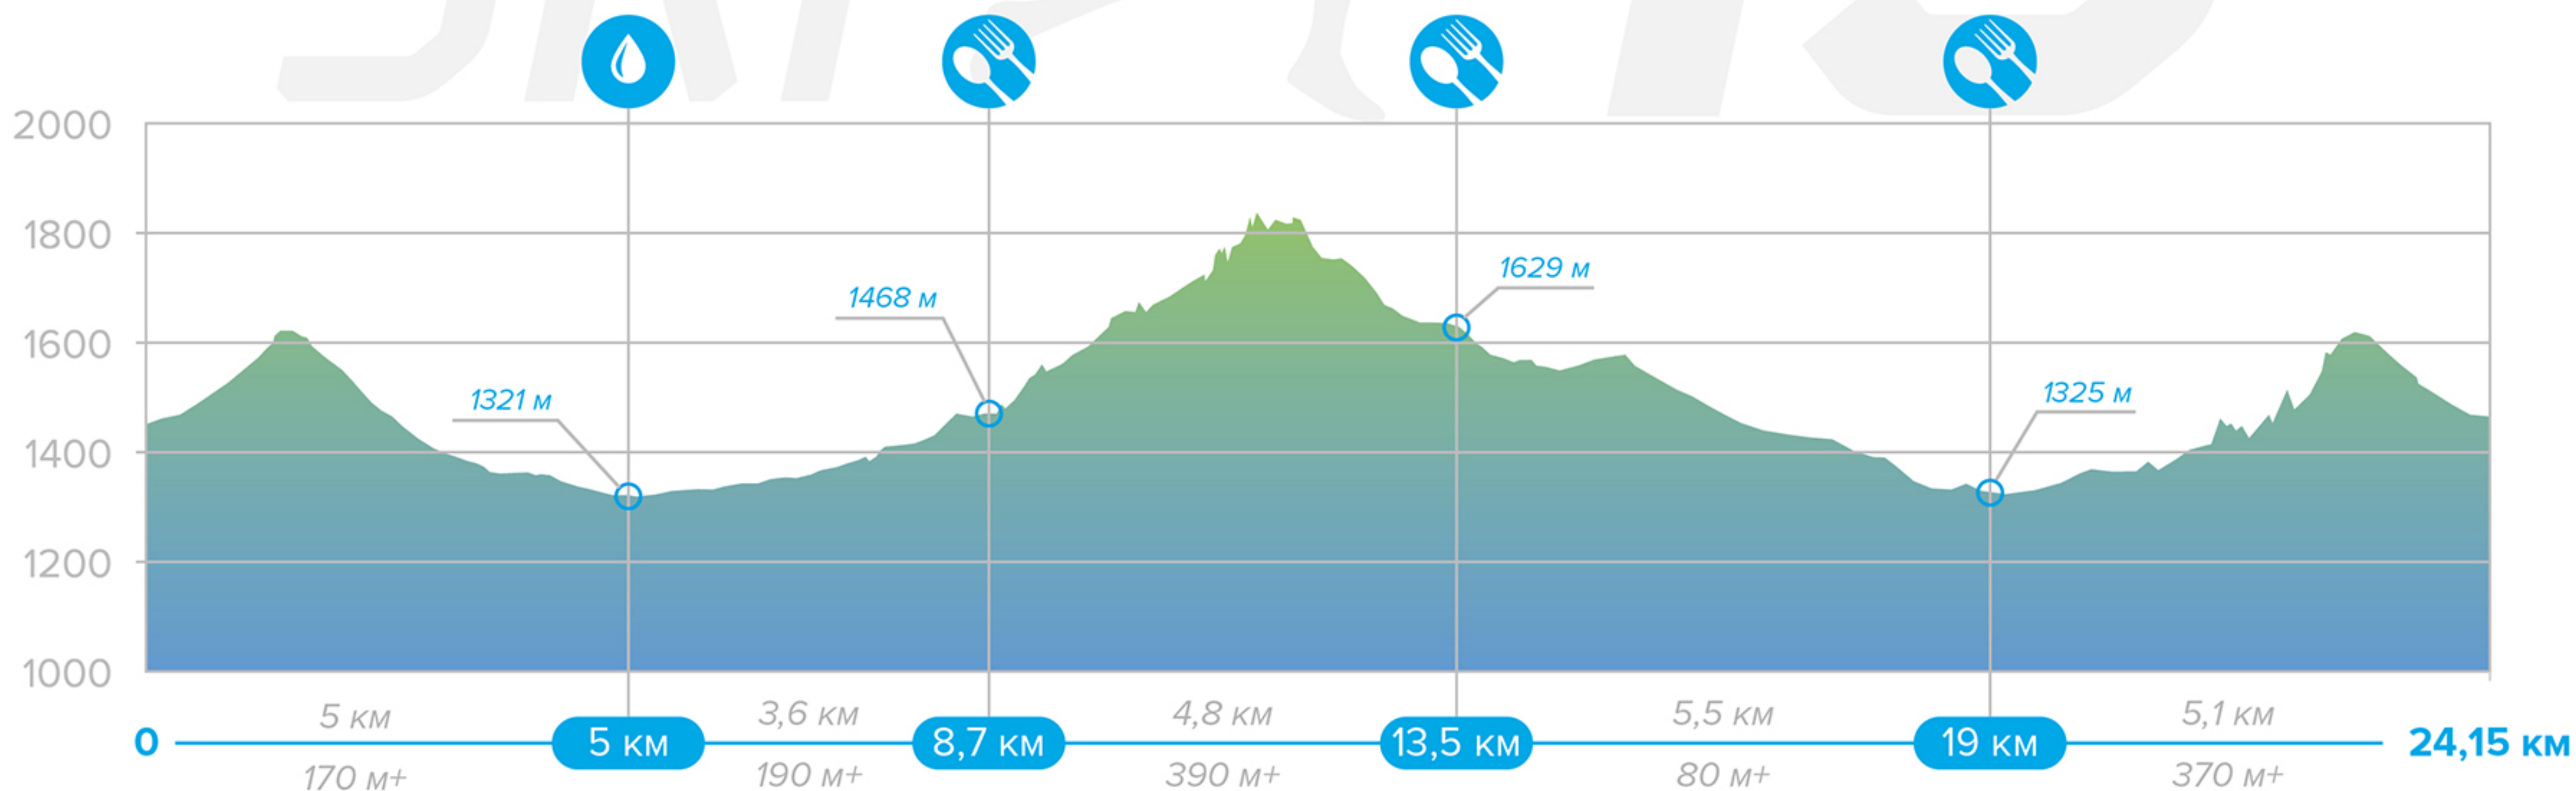 2000
1800
1600
1400
1200
1000
1321 м
1468 м
1629 м
1325 м
5 км
3,6 км
4,8 км
5,5 км
5,1 км
0
5 км
8,7 км
13,5 км
19 км
24,15 км
170 м+
190 м+
390 м+
80 м+
370 м+